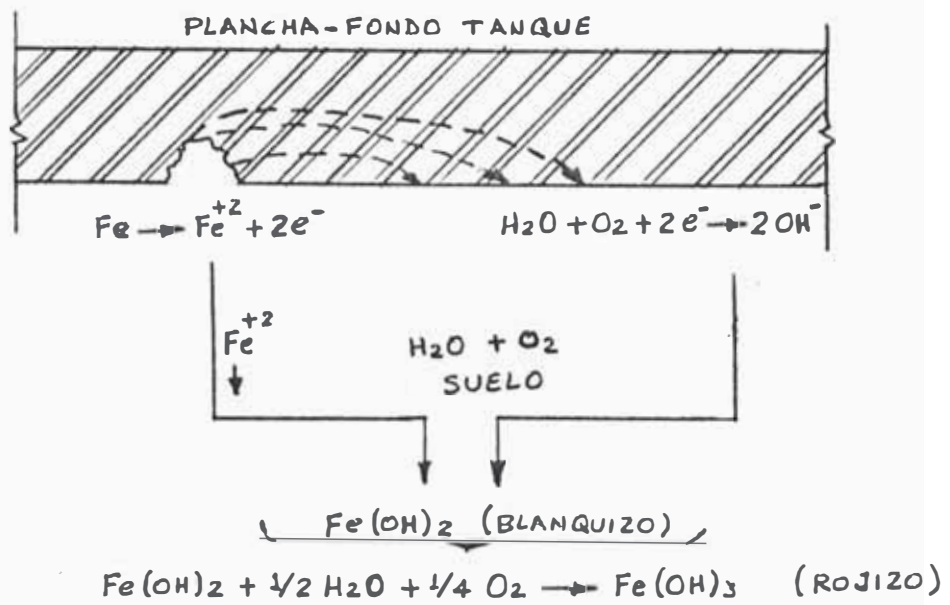 PLANCHA-FONDO TANQUE
Fe → Fe⁺² + 2e⁻
H₂O + O₂ + 2e⁻ → 2OH⁻
Fe⁺²
H₂O + O₂
SUELO
Fe(OH)₂ (BLANQUIZO)
Fe(OH)₂ + 1/2 H₂O + 1/4 O₂ → Fe(OH)₃ (ROJIZO)